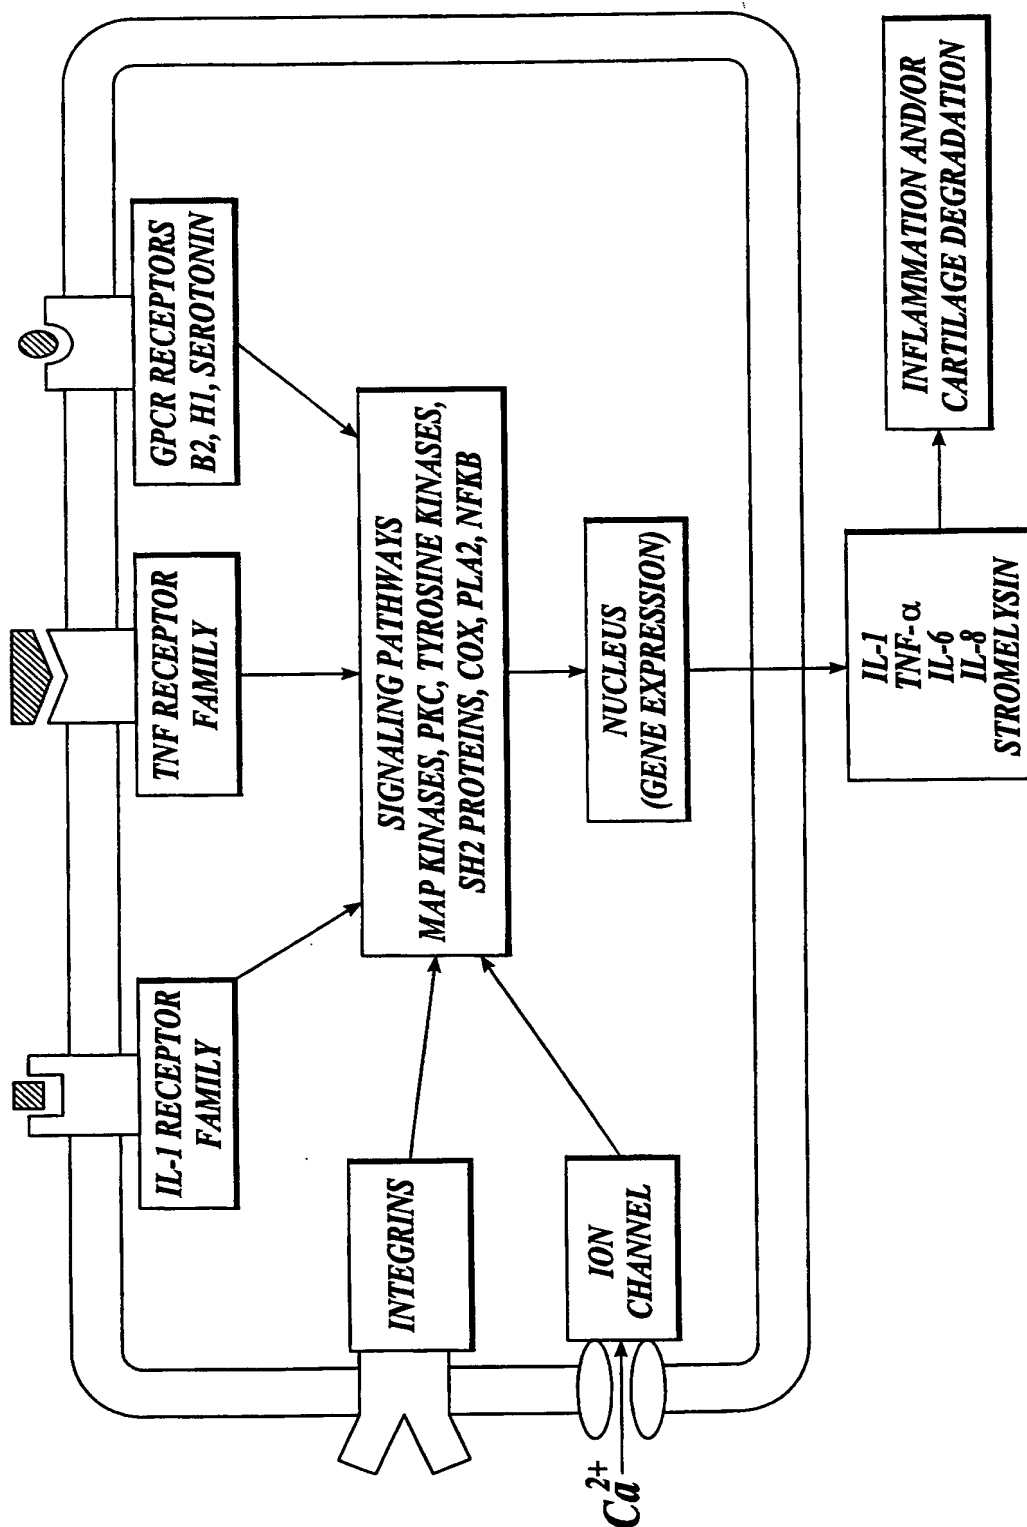 IL-1 RECEPTOR
FAMILY
TNF RECEPTOR
FAMILY
GPCR RECEPTORS
B2, H1, SEROTONIN
INTEGRINS
SIGNALING PATHWAYS
MAP KINASES, PKC, TYROSINE KINASES,
SH2 PROTEINS, COX, PLA2, NFKB
Ca2+
ION
CHANNEL
NUCLEUS
(GENE EXPRESSION)
IL-1
TNF-α
IL-6
IL-8
STROMELYSIN
INFLAMMATION AND/OR
CARTILAGE DEGRADATION